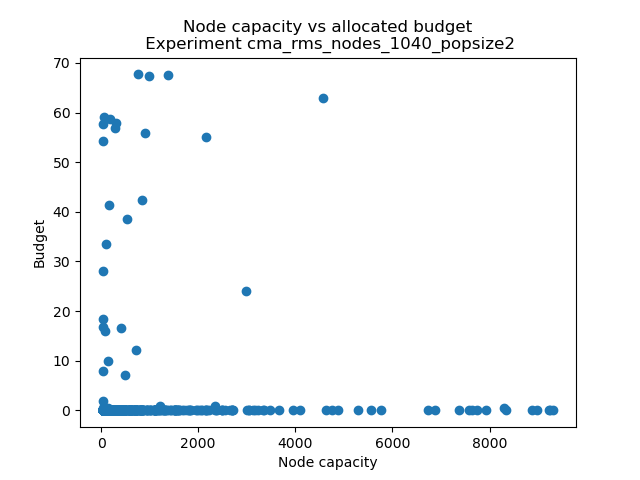 Node capacity vs allocated budget
Experiment cma_rms_nodes_1040_popsize2
70
60
50
40
30
20
10
0
Budget
0 2000 4000 6000 8000
Node capacity